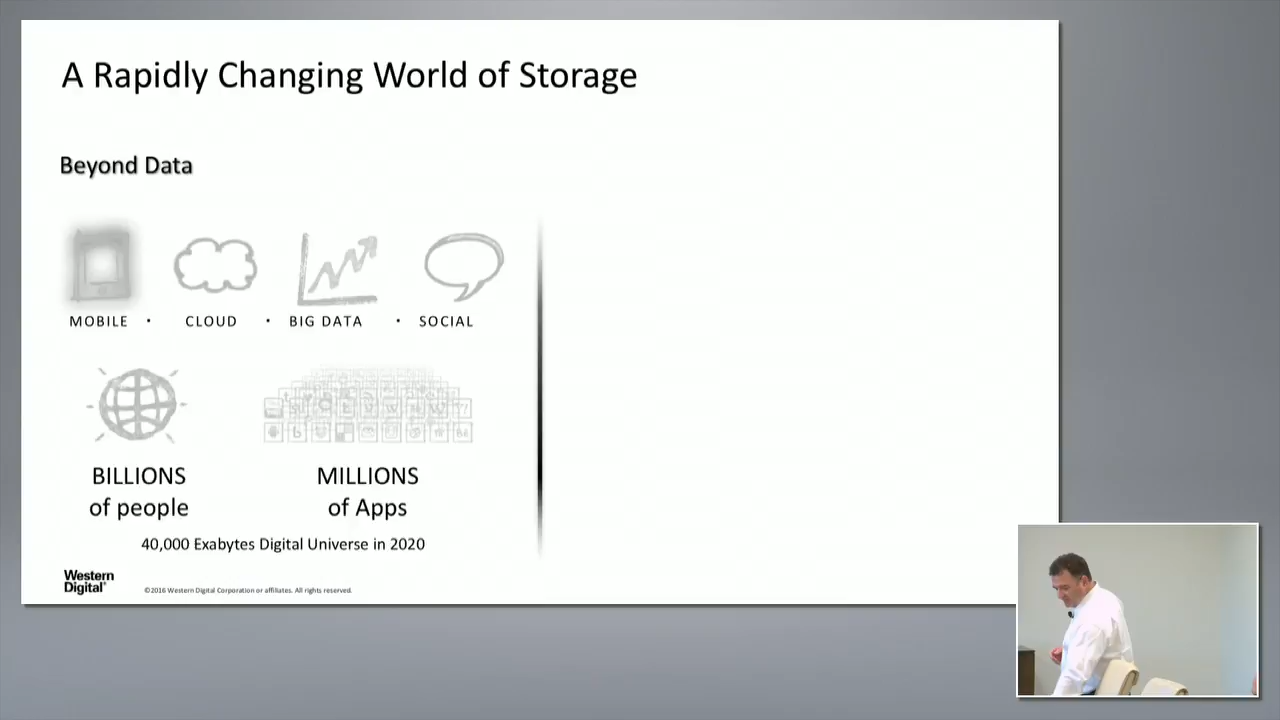 A Rapidly Changing World of Storage
Beyond Data
MOBILE • CLOUD • BIG DATA • SOCIAL
BILLIONS
of people
MILLIONS
of Apps
40,000 Exabytes Digital Universe in 2020
Western
Digital®
©2016 Western Digital Corporation or affiliates. All rights reserved.